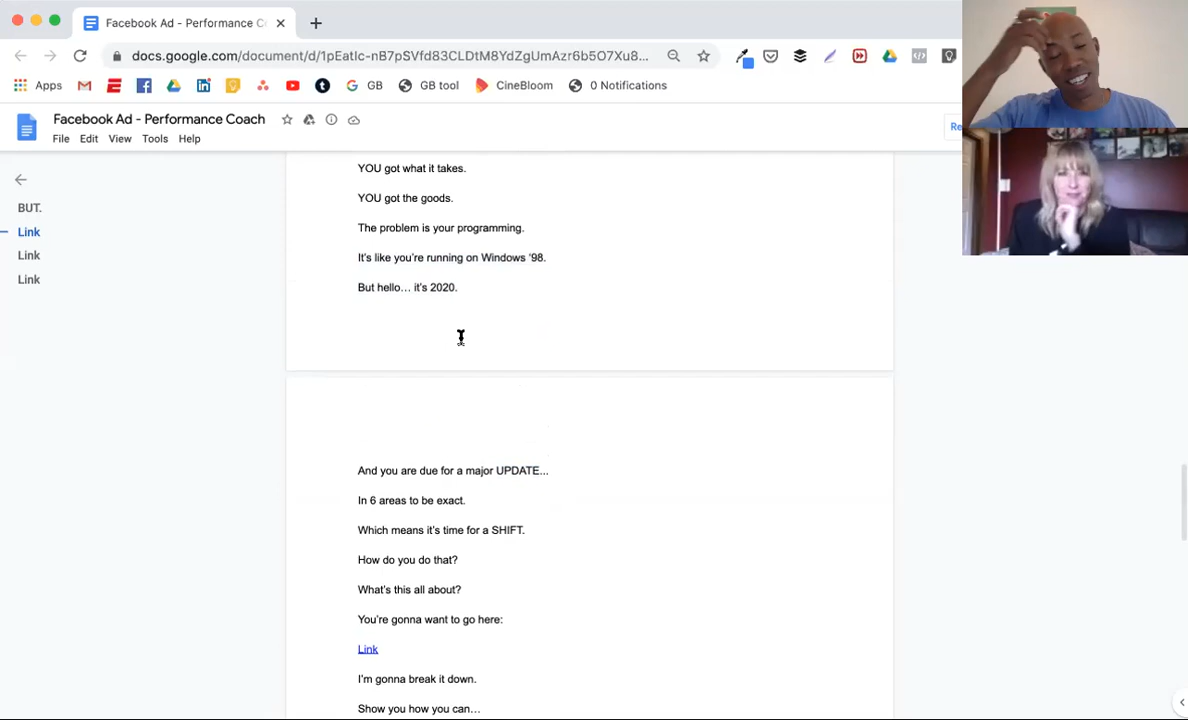 Facebook Ad - Performance C
docs.google.com/document/d/1pEatIc-nB7pSVfd83CLDtM8YdZgUmAzr6b5O7Xu8...
Apps
GB
GB tool
CineBloom
0 Notifications
Facebook Ad - Performance Coach
File Edit View Tools Help
Re
BUT.
Link
Link
Link
YOU got what it takes.
YOU got the goods.
The problem is your programming.
It's like you're running on Windows '98.
But hello... it's 2020.
And you are due for a major UPDATE...
In 6 areas to be exact.
Which means it's time for a SHIFT.
How do you do that?
What's this all about?
You're gonna want to go here:
Link
I'm gonna break it down.
Show you how you can...